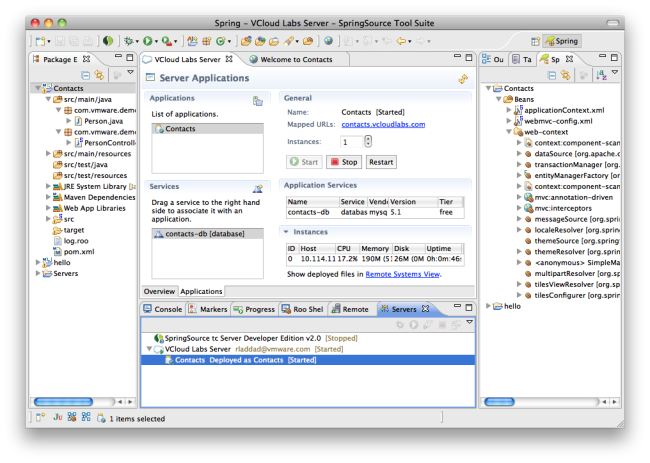 Spring - VCloud Labs Server - SpringSource Tool Suite
Spring
Package E
Contacts
src/main/java
com.vmware.dem
Person.java
com.vmware.dem
PersonControlle
src/main/resources
src/test/java
src/test/resources
JRE System Library
Maven Dependencies
Web App Libraries
src
target
log.roo
pom.xml
hello
Servers
VCloud Labs Server
Welcome to Contacts
Server Applications
Applications
List of applications.
Contacts
Services
Drag a service to the right hand
side to associate it with an
application.
contacts-db [database]
General
Name: Contacts [Started]
Mapped URLs: contacts.vcloudlabs.com
Instances: 1
Start Stop Restart
Application Services
Name Service Vend Version Tier
contacts-db databas mysq 5.1 free
Instances
ID Host CPU Memory Disk Uptime
0 10.114.11 17.2% 190M (5 26M (0M 0h:0m:46s
Show deployed files in Remote Systems View.
Overview Applications
Console Markers Progress Roo Shel Remote Servers
SpringSource tc Server Developer Edition v2.0 [Stopped]
VCloud Labs Server rladdad@vmware.com [Started]
Contacts Deployed as Contacts [Started]
Ou Ta Sp
Contacts
Beans
applicationContext.xml
webmvc-config.xml
web-context
context:component-scan
dataSource [org.apache.c
transactionManager [org
entityManagerFactory [o
context:component-scan
mvc:annotation-driven
mvc:interceptors
messageSource [org.spri
localeResolver [org.sprin
themeSource [org.spring
themeResolver [org.sp
<anonymous> SimpleMa
multipartResolver [org.sp
tilesViewResolver [org.sp
tilesConfigurer [org.sprin
hello
1 items selected